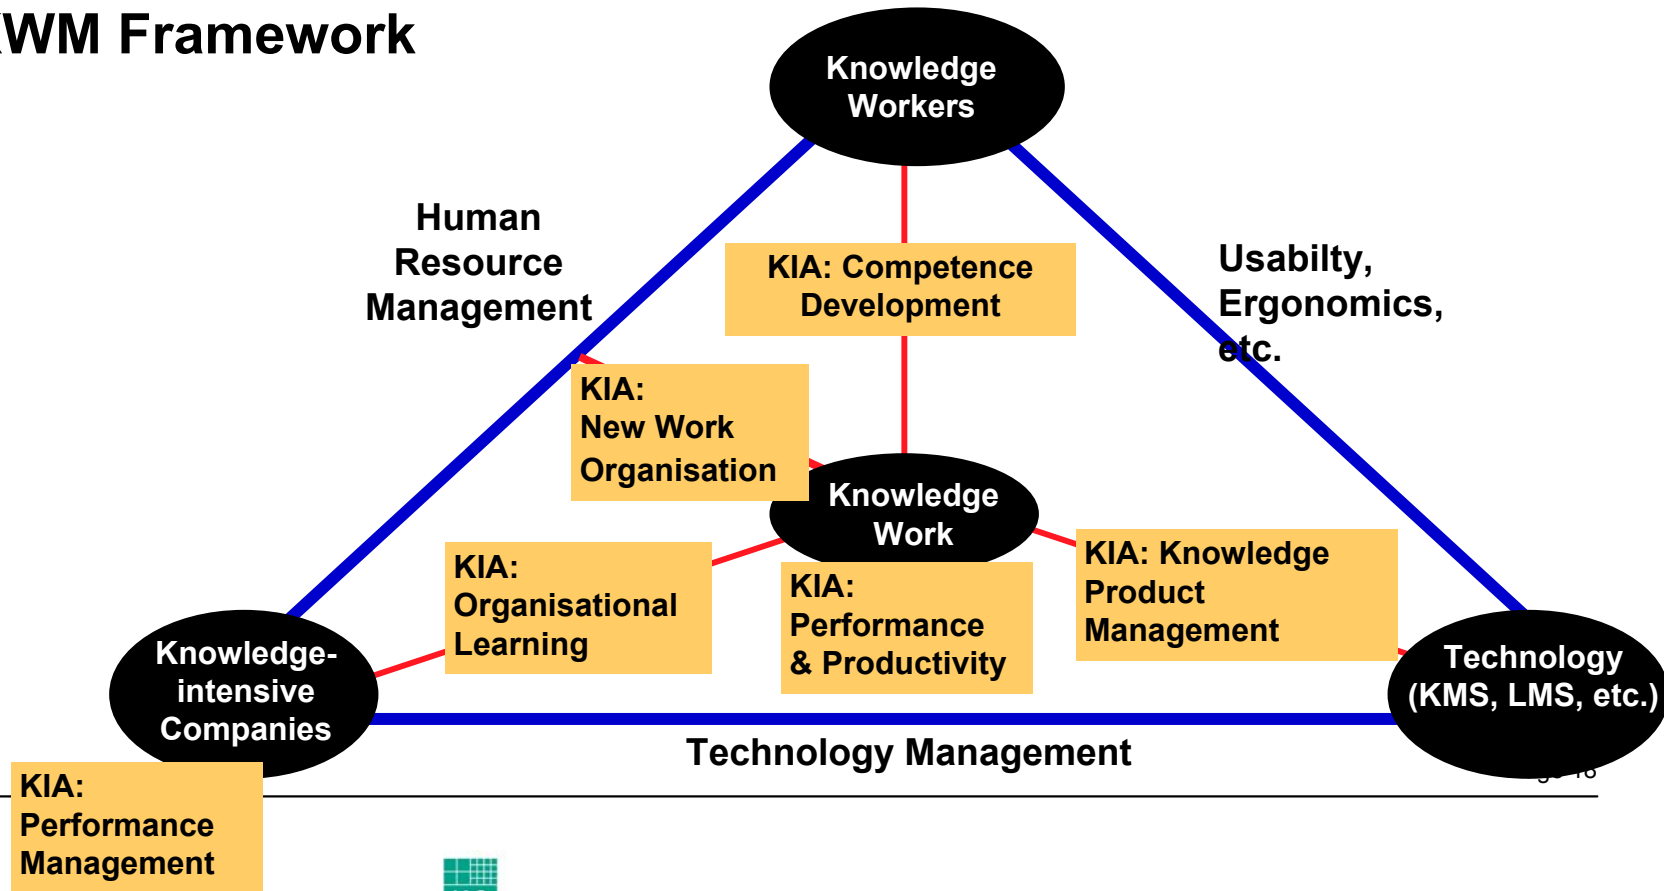 WM Framework
Knowledge
Workers
Human
Resource
Management
Usabilty,
Ergonomics,
etc.
KIA: Competence
Development
KIA:
New Work
Organisation
Knowledge
Work
KIA:
Organisational
Learning
KIA:
Performance
& Productivity
KIA: Knowledge
Product
Management
Knowledge-
intensive
Companies
Technology
(KMS, LMS, etc.)
Technology Management
KIA:
Performance
Management